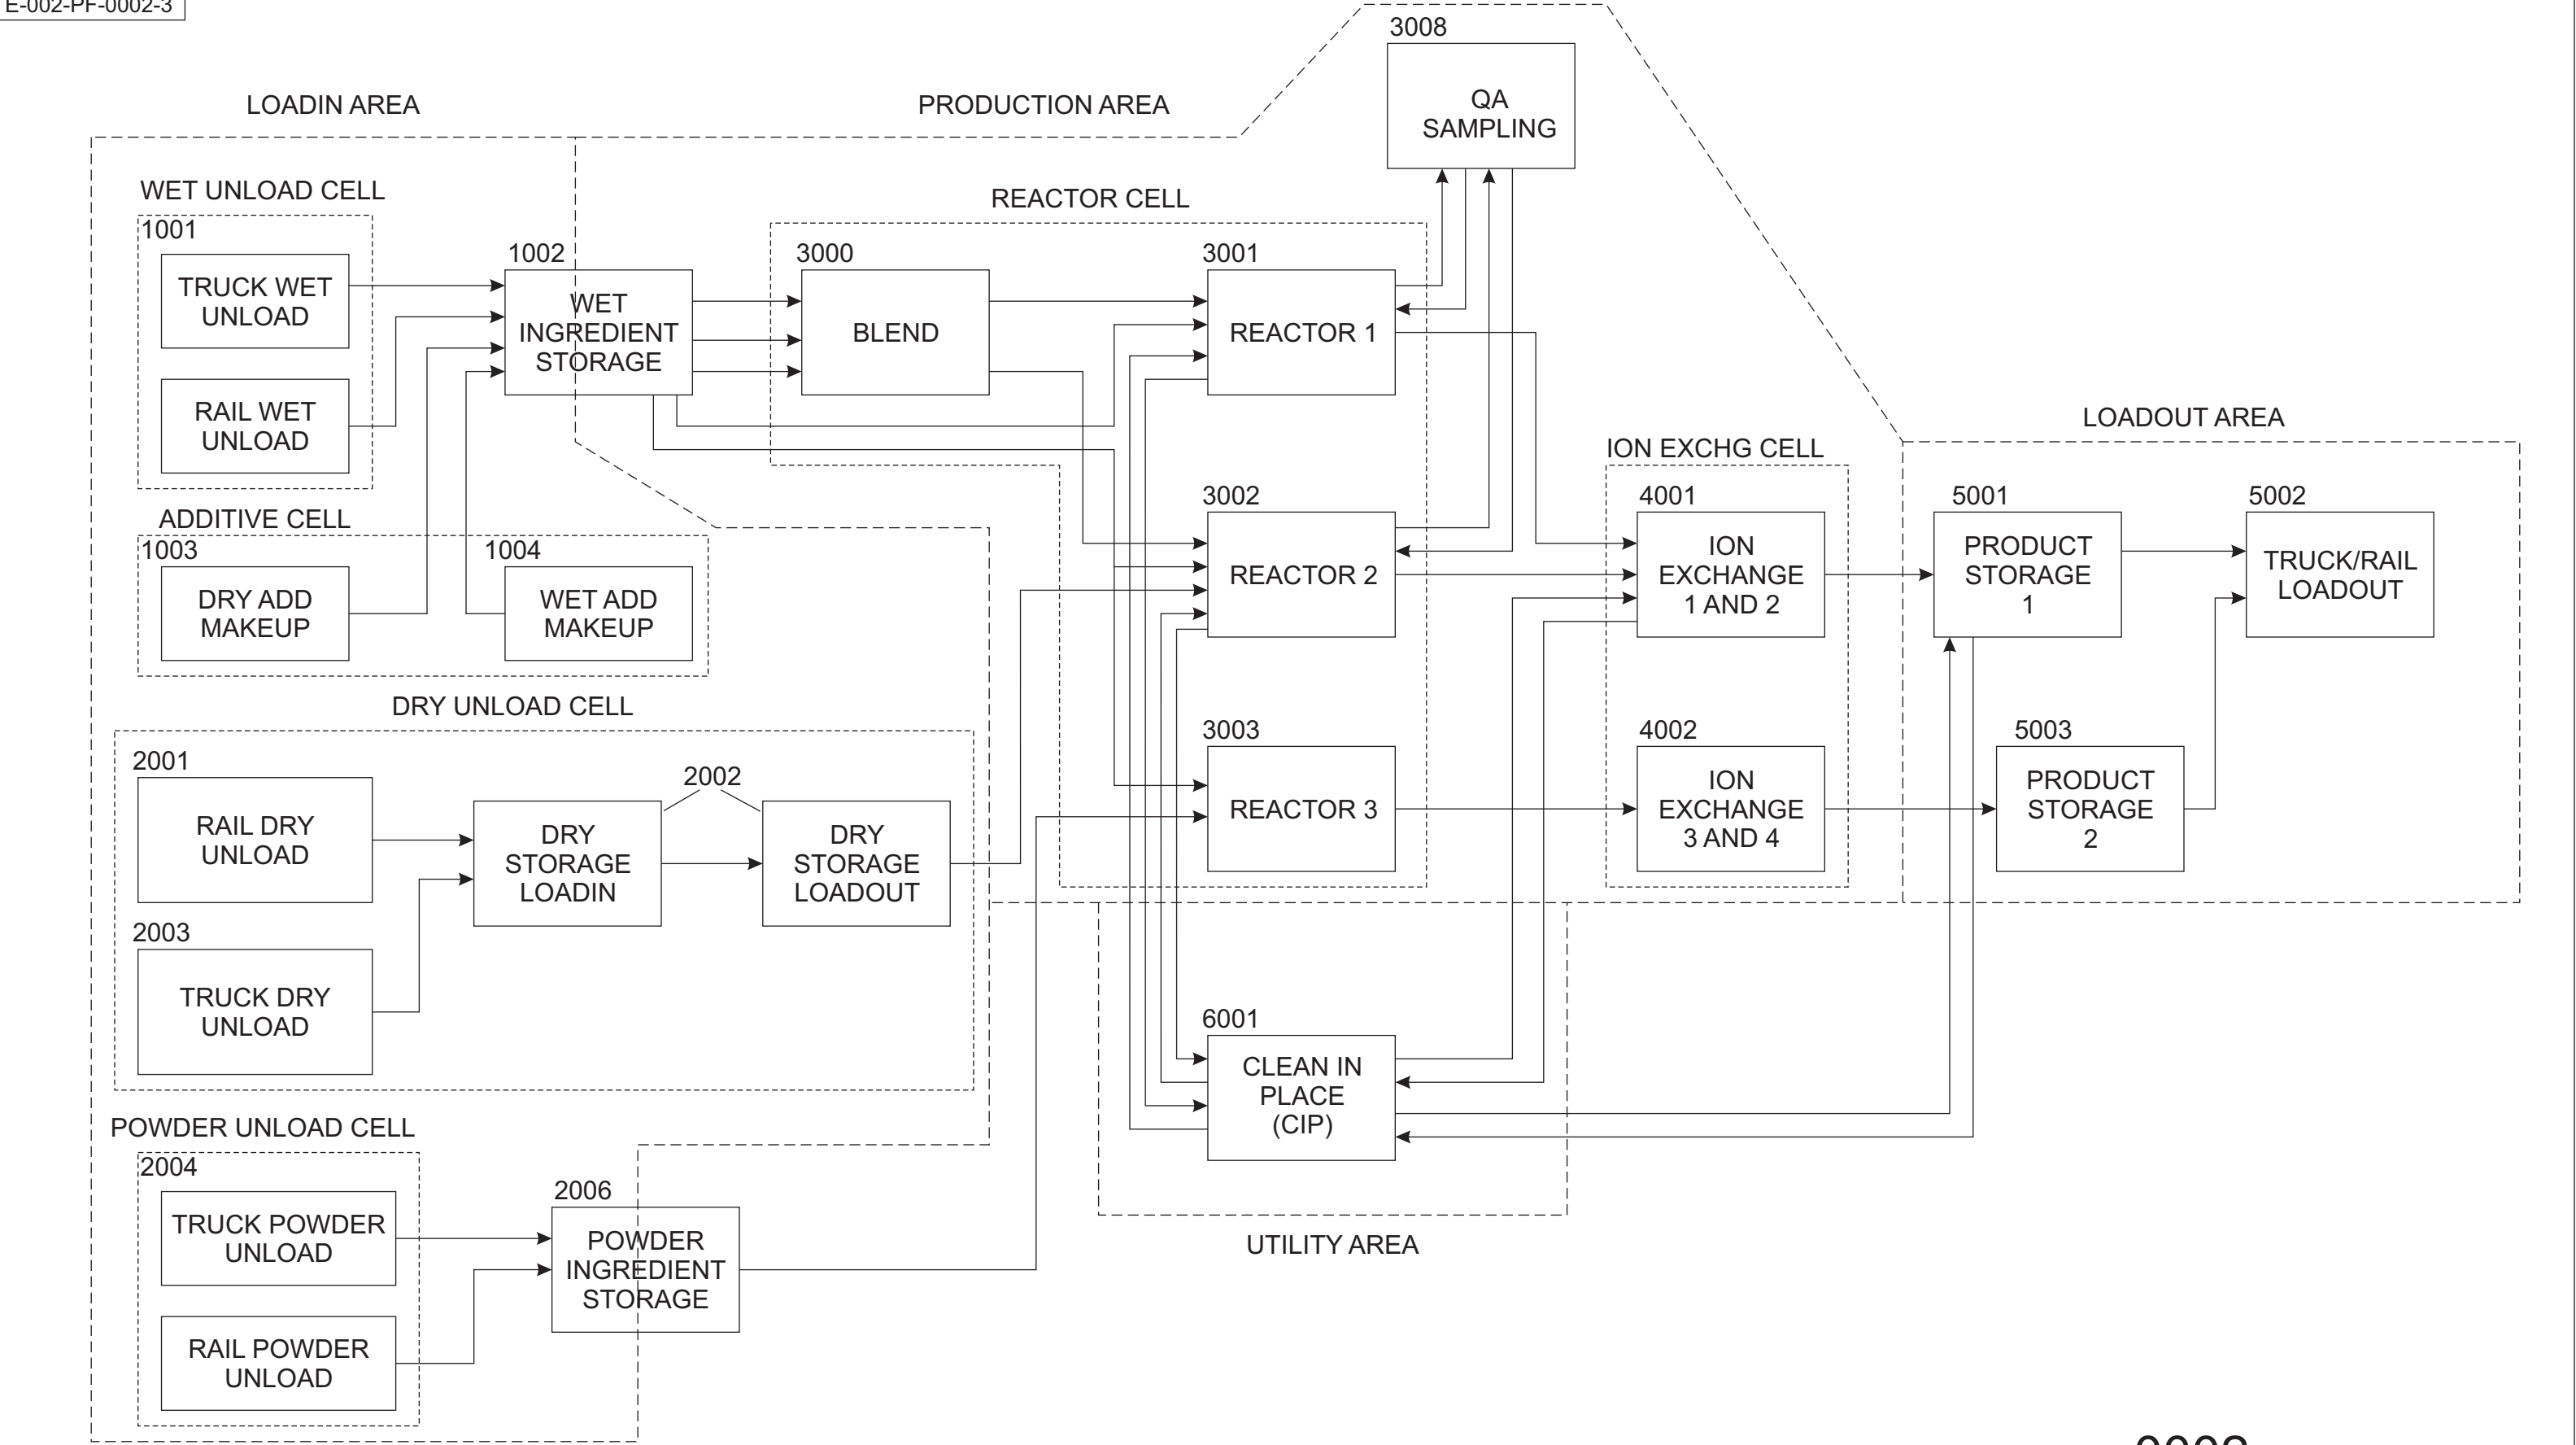 E-002-PF-0002-3
3008
QA
SAMPLING
LOADIN AREA
PRODUCTION AREA
WET UNLOAD CELL
1001
TRUCK WET
UNLOAD
RAIL WET
UNLOAD
1002
WET
INGREDIENT
STORAGE
REACTOR CELL
3000
BLEND
3001
REACTOR 1
ADDITIVE CELL
1003
DRY ADD
MAKEUP
1004
WET ADD
MAKEUP
3002
REACTOR 2
ION EXCHG CELL
4001
ION
EXCHANGE
1 AND 2
LOADOUT AREA
5001
PRODUCT
STORAGE
1
5002
TRUCK/RAIL
LOADOUT
DRY UNLOAD CELL
2001
RAIL DRY
UNLOAD
2002
DRY
STORAGE
LOADIN
DRY
STORAGE
LOADOUT
2003
TRUCK DRY
UNLOAD
3003
REACTOR 3
4002
ION
EXCHANGE
3 AND 4
5003
PRODUCT
STORAGE
2
6001
CLEAN IN
PLACE
(CIP)
UTILITY AREA
POWDER UNLOAD CELL
2004
TRUCK POWDER
UNLOAD
RAIL POWDER
UNLOAD
2006
POWDER
INGREDIENT
STORAGE